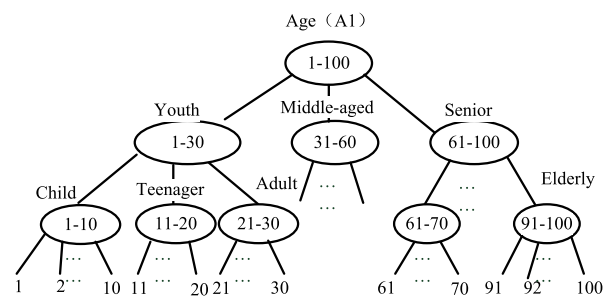 Age（A1）
1-100
Youth
Middle-aged
Senior
1-30
31-60
61-100
Child
Teenager
Adult
...
...
...
...
Elderly
1-10
11-20
21-30
61-70
91-100
... ... ... ... ...
1 2 ... 10 11 ... 20 21 ... 30 61 ... 70 91 92 ... 100